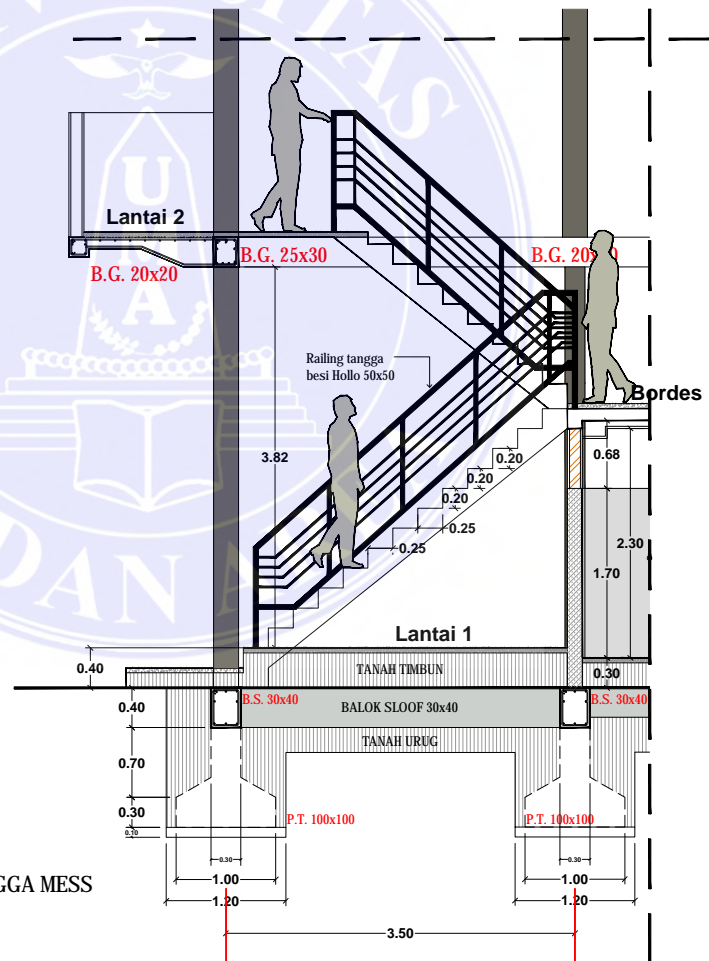 UNIVERSITAS
UMA
Lantai 2
B.G. 25x30
B.G. 20x20
B.G. 20x
Railing tangga
besi Hollo 50x50
Bordes
3.82
0.20
0.20
0.20
0.25
0.25
0.68
2.30
1.70
Lantai 1
0.40
TANAH TIMBUN
0.30
B.S. 30x40
BALOK SLOOF 30x40
B.S. 30x40
0.40
TANAH URUG
0.70
0.30
0.10
P.T. 100x100
P.T. 100x100
0.30
0.30
1.00
1.00
1.20
1.20
GGA MESS
3.50